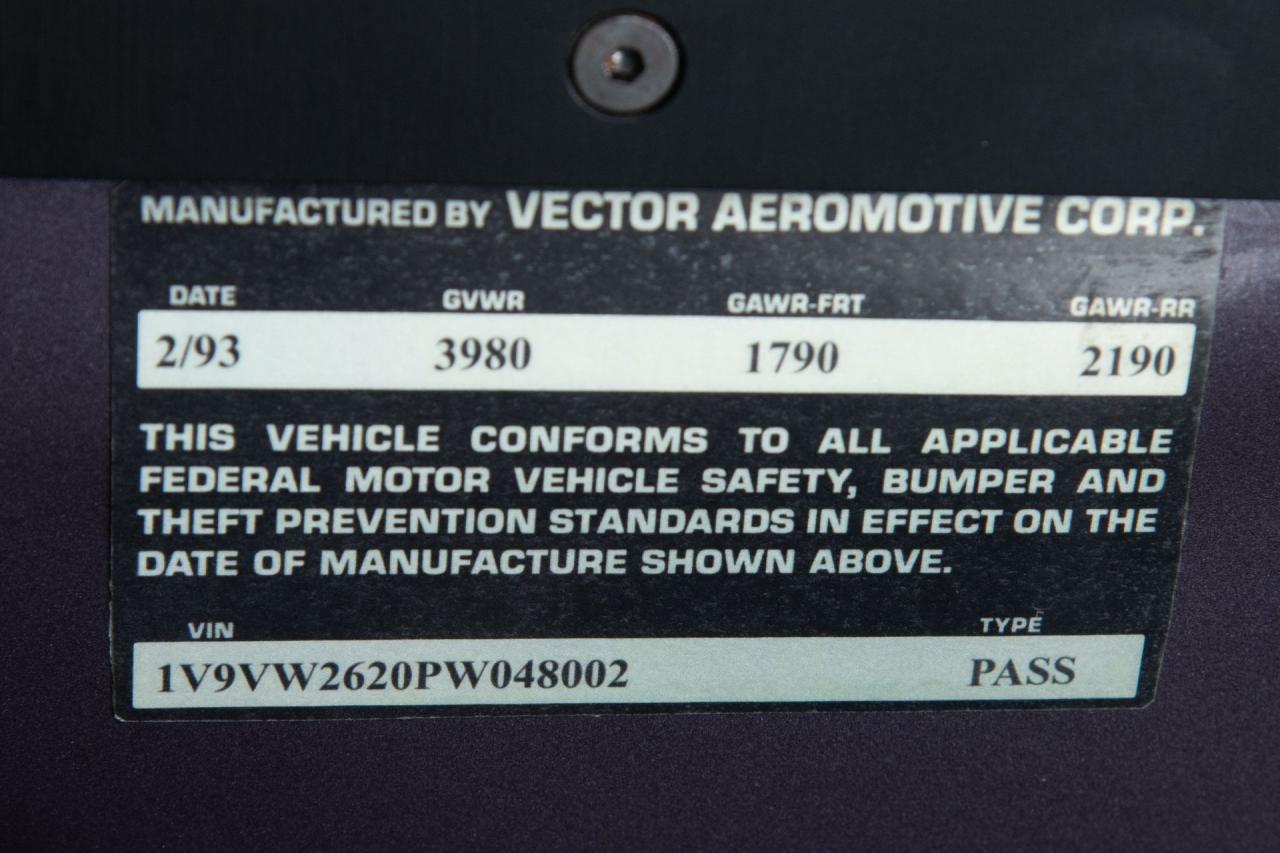 MANUFACTURED BY VECTOR AEROMOTIVE CORP.
DATE GVWR GAWR-FRT GAWR-RR
2/93 3980 1790 2190
THIS VEHICLE CONFORMS TO ALL APPLICABLE
FEDERAL MOTOR VEHICLE SAFETY, BUMPER AND
THEFT PREVENTION STANDARDS IN EFFECT ON THE
DATE OF MANUFACTURE SHOWN ABOVE.
VIN TYPE
1V9VW2620PW048002 PASS